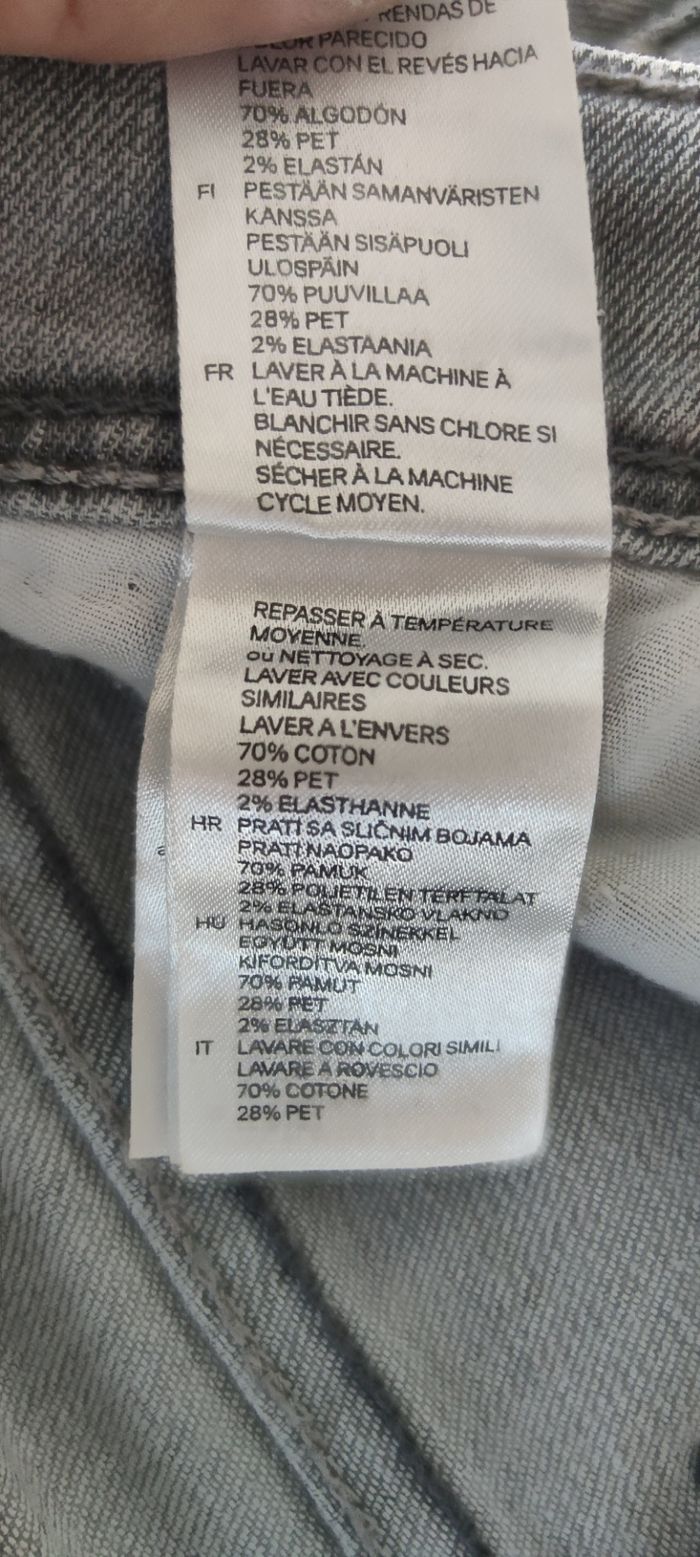 RENDAS DE
PARECIDO
LAVAR CON EL REVÉS HACIA
FUERA
70% ALGODÓN
28% PET
2% ELASTÁN
FI PESTÄÄN SAMANVÄRISTEN
KANSSA
PESTÄÄN SISÄPUOLI
ULOSPÄIN
70% PUUVILLAA
28% PET
2% ELASTAANIA
FR LAVER À LA MACHINE À
L'EAU TIÈDE.
BLANCHIR SANS CHLORE SI
NÉCESSAIRE.
SÉCHER À LA MACHINE
CYCLE MOYEN.
REPASSER À TEMPÉRATURE
MOYENNE.
OU NETTOYAGE À SEC.
LAVER AVEC COULEURS
SIMILAIRES
LAVER A L'ENVERS
70% COTON
28% PET
2% ELASTHANNE
HR PRATI SA SLIČNIM BOJAMA
PRATI NAOPAKO
70% PAMUK
28% POLIETILEN TERFTALAT
2% ELASTANSKO VLAKNO
HU HASONLÓ SZÍNEKKEL
EGYÜTT MOSNI
KIFORDÍTVA MOSNI
70% PAMUT
28% PET
2% ELASZTÁN
IT LAVARE CON COLORI SIMILI
LAVARE A ROVESCIO
70% COTONE
28% PET